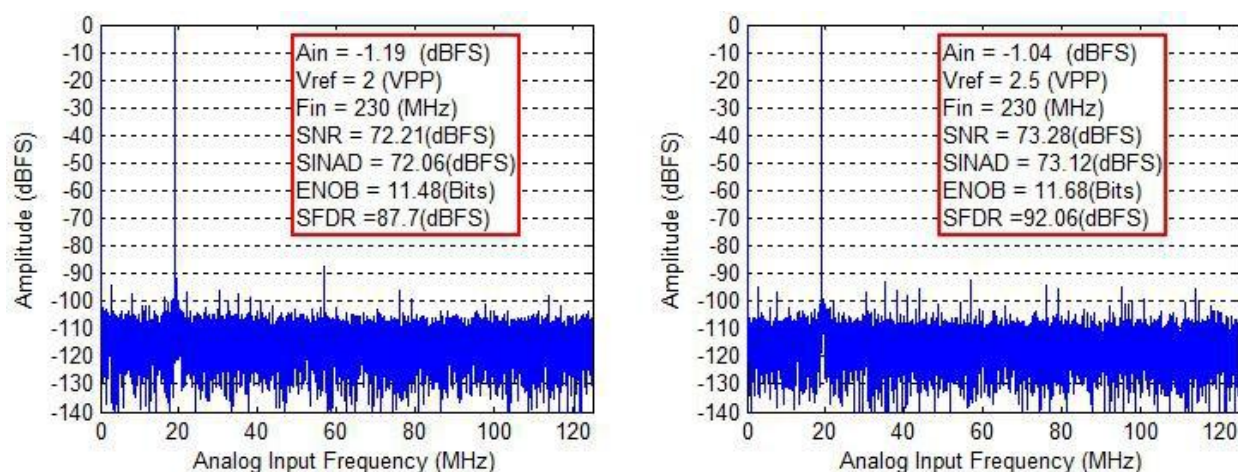 Ain = -1.19 (dBFS)
Vref = 2 (VPP)
Fin = 230 (MHz)
SNR = 72.21(dBFS)
SINAD = 72.06(dBFS)
ENOB = 11.48(Bits)
SFDR =87.7(dBFS)
Amplitude (dBFS)
0
-10
-20
-30
-40
-50
-60
-70
-80
-90
-100
-110
-120
-130
-140
0 20 40 60 80 100 120
Analog Input Frequency (MHz)
Ain = -1.04 (dBFS)
Vref = 2.5 (VPP)
Fin = 230 (MHz)
SNR = 73.28(dBFS)
SINAD = 73.12(dBFS)
ENOB = 11.68(Bits)
SFDR =92.06(dBFS)
Amplitude (dBFS)
0
-10
-20
-30
-40
-50
-60
-70
-80
-90
-100
-110
-120
-130
-140
0 20 40 60 80 100 120
Analog Input Frequency (MHz)